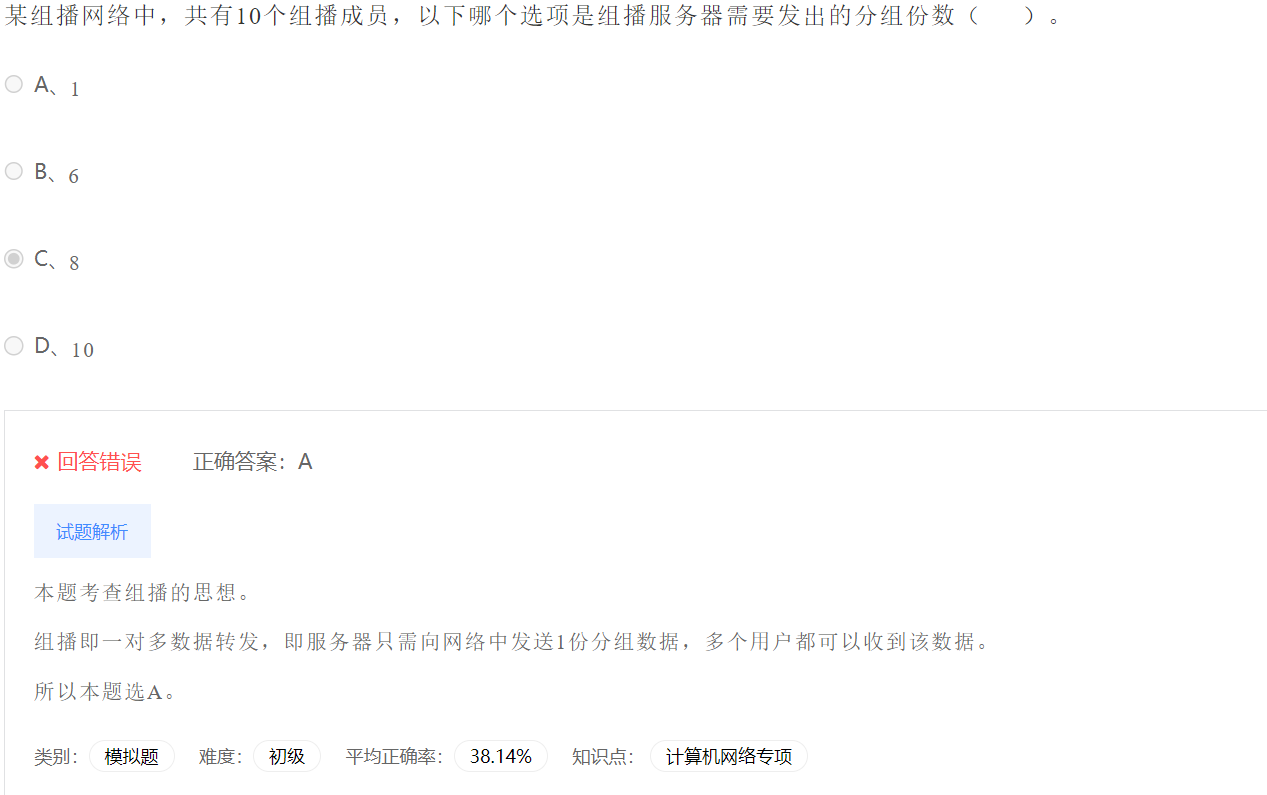 某组播网络中，共有10个组播成员，以下哪个选项是组播服务器需要发出的分组份数（　　）。
A、1
B、6
C、8
D、10
回答错误 正确答案：A
试题解析
本题考查组播的思想。
组播即一对多数据转发，即服务器只需向网络中发送1份分组数据，多个用户都可以收到该数据。
所以本题选A。
类别： 模拟题 难度： 初级 平均正确率： 38.14% 知识点： 计算机网络专项